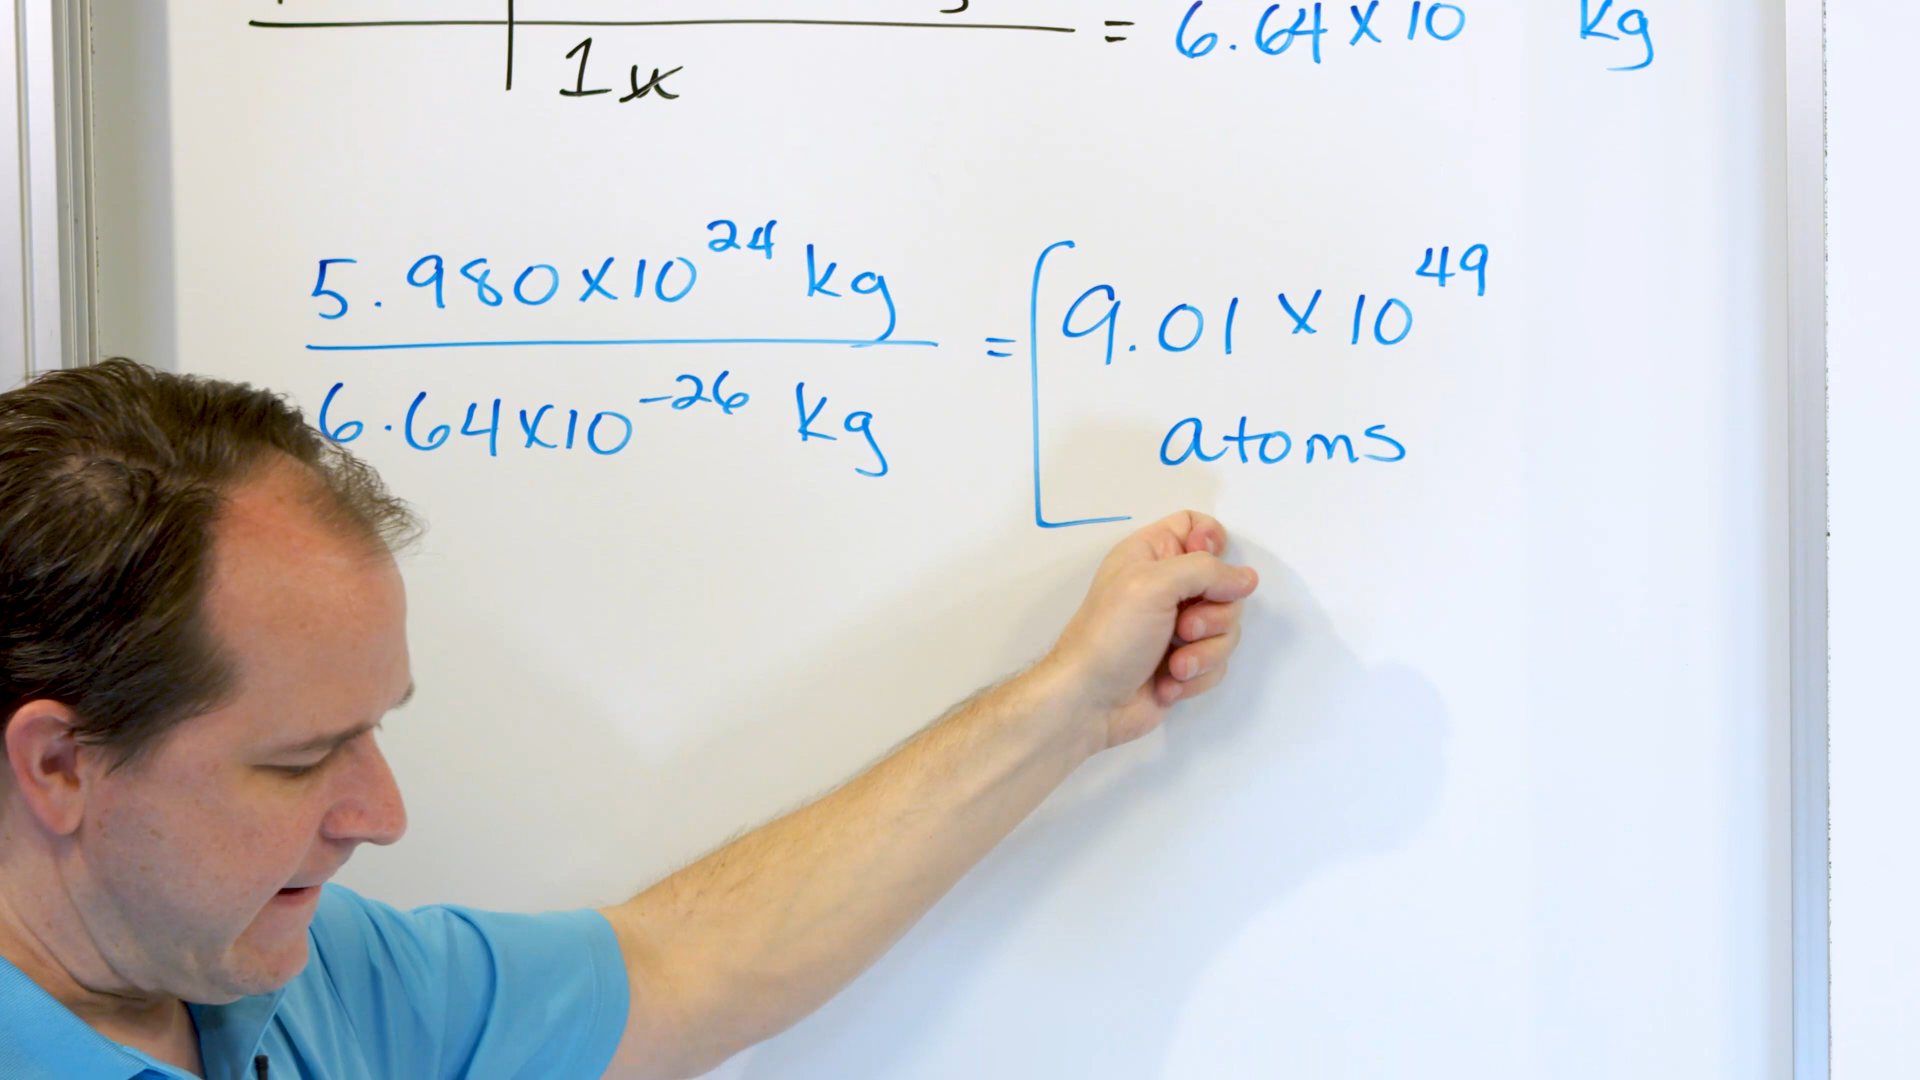 = 6.64 x 10 kg
1u
5.980 x 10^24 kg
6.64 x 10^-26 kg
= [9.01 x 10^49
atoms